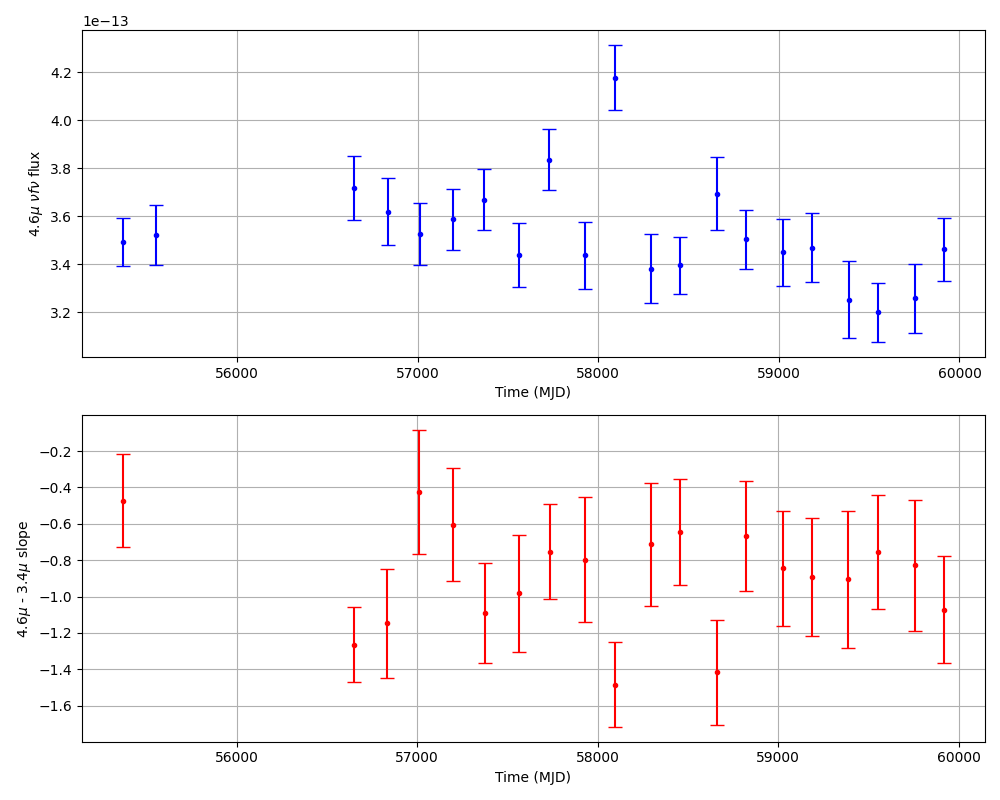 1e−13
4.6μ νfν flux
4.2
4.0
3.8
3.6
3.4
3.2
56000 57000 58000 59000 60000
Time (MJD)
4.6μ - 3.4μ slope
−0.2
−0.4
−0.6
−0.8
−1.0
−1.2
−1.4
−1.6
56000 57000 58000 59000 60000
Time (MJD)